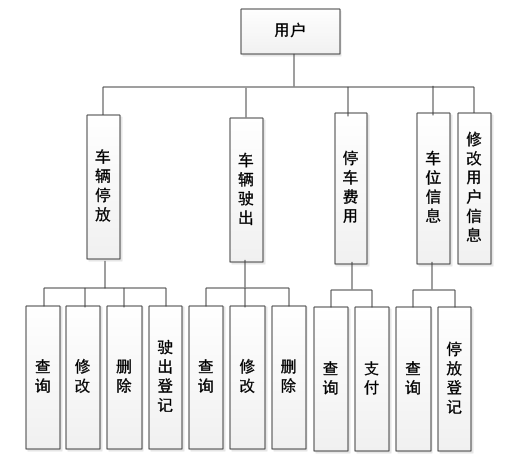 用户
车辆停放
车辆驶出
停车费用
车位信息
修改用户信息
查询
修改
删除
驶出登记
查询
修改
删除
查询
支付
查询
停放登记